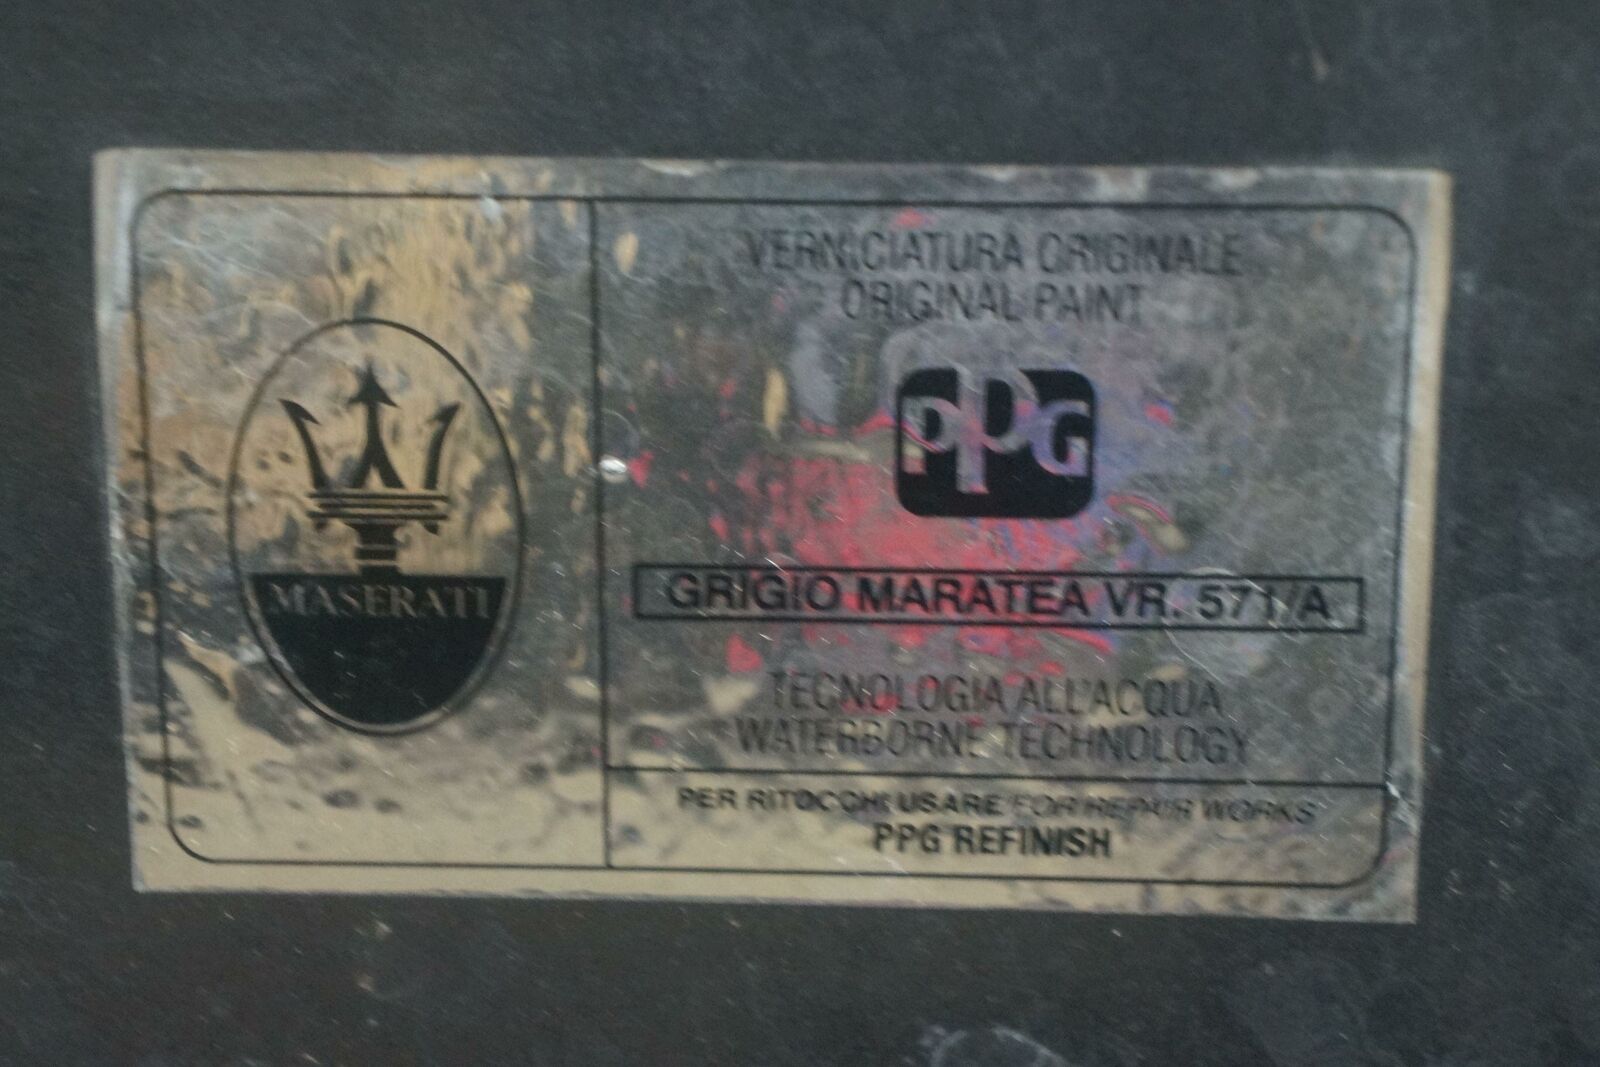 MASERATI
VERNICIATURA ORIGINALE
ORIGINAL PAINT
PPG
GRIGIO MARATEA VR. 571/A
TECNOLOGIA ALL'ACQUA
WATERBORNE TECHNOLOGY
PER RITOCCHI USARE/FOR REPAIR WORKS
PPG REFINISH